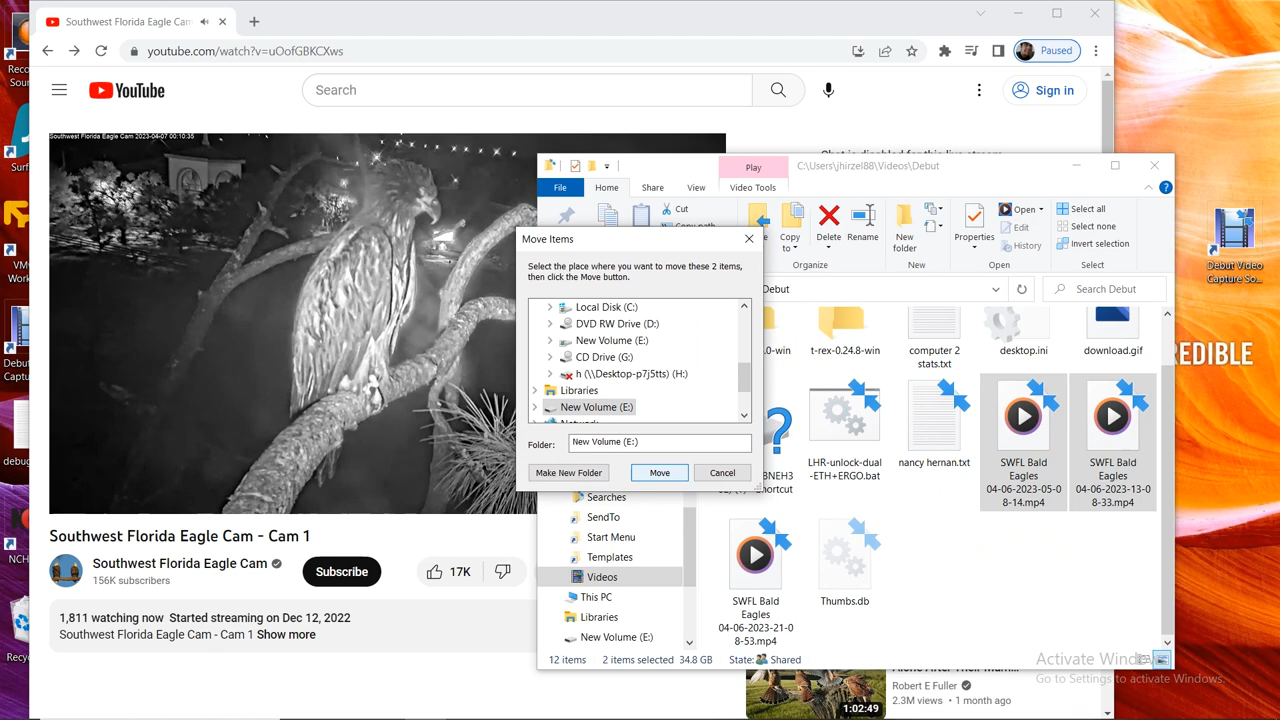 Southwest Florida Eagle Cam
youtube.com/watch?v=uOofGBKCXws
Paused
YouTube
Search
Sign in
Southwest Florida Eagle Cam 2023-04-07 00:10:35
Southwest Florida Eagle Cam - Cam 1
Southwest Florida Eagle Cam
156K subscribers
Subscribe
17K
1,811 watching now Started streaming on Dec 12, 2022
Southwest Florida Eagle Cam - Cam 1 Show more
Robert E Fuller
2.3M views • 1 month ago
1:02:49
Play
C:\Users\jhirzel88\Videos\Debut
File
Home
Share
View
Video Tools
Cut
Copy path
Copy
to
Delete
Rename
New
folder
Properties
Open
Edit
History
Select all
Select none
Invert selection
Organize
New
Open
Select
Debut
Search Debut
Move Items
Select the place where you want to move these 2 items,
then click the Move button.
Local Disk (C:)
DVD RW Drive (D:)
New Volume (E:)
CD Drive (G:)
h (\\Desktop-p7j5tts) (H:)
Libraries
New Volume (E:)
Folder:
New Volume (E:)
Make New Folder
Move
Cancel
t-rex-0.24.8-win
computer 2
stats.txt
desktop.ini
download.gif
LHR-unlock-dual
-ETH+ERGO.bat
nancy hernan.txt
SWFL Bald
Eagles
04-06-2023-05-0
8-14.mp4
SWFL Bald
Eagles
04-06-2023-13-0
8-33.mp4
SWFL Bald
Eagles
04-06-2023-21-0
8-53.mp4
Thumbs.db
Searches
SendTo
Start Menu
Templates
Videos
This PC
Libraries
New Volume (E:)
12 items
2 items selected 34.8 GB
State:
Shared
Debut Video
Capture So...
Go to Settings to activate Windows.